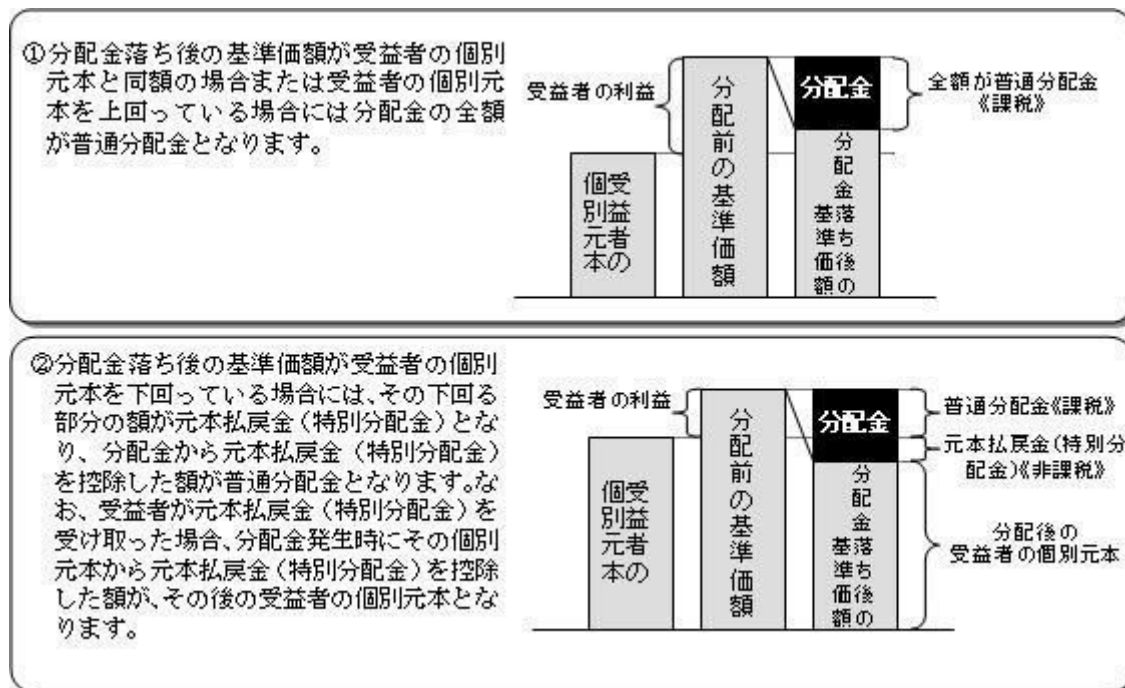 ①分配金落ち後の基準価額が受益者の個別
元本と同額の場合または受益者の個別元
本を上回っている場合には分配金の全額
が普通分配金となります。
受益者の利益
受益者の
個別元本
分配前の基準価額
分配金
分配金落ち後の
基準価額
全額が普通分配金
《課税》
②分配金落ち後の基準価額が受益者の個別
元本を下回っている場合には、その下回る
部分の額が元本払戻金(特別分配金)とな
り、分配金から元本払戻金(特別分配金)
を控除した額が普通分配金となります。な
お、受益者が元本払戻金(特別分配金)を
受け取った場合、分配金発生時にその個別
元本から元本払戻金(特別分配金)を控除
した額が、その後の受益者の個別元本とな
ります。
受益者の利益
受益者の
個別元本
分配前の基準価額
分配金
分配金落ち後の
基準価額
普通分配金《課税》
元本払戻金(特別分
配金)《非課税》
分配後の
受益者の個別元本